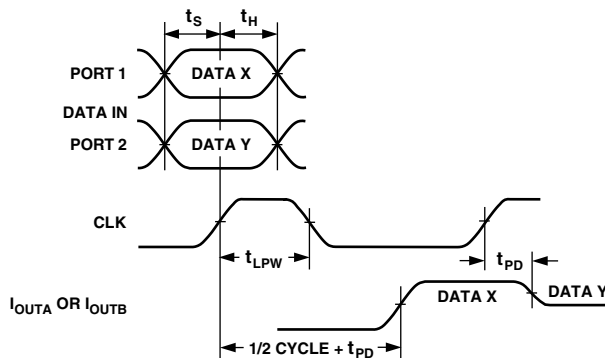 tS tH
PORT 1 DATA X
DATA IN
PORT 2 DATA Y
CLK
tLPW tPD
IOUTA OR IOUTB DATA X DATA Y
1/2 CYCLE + tPD